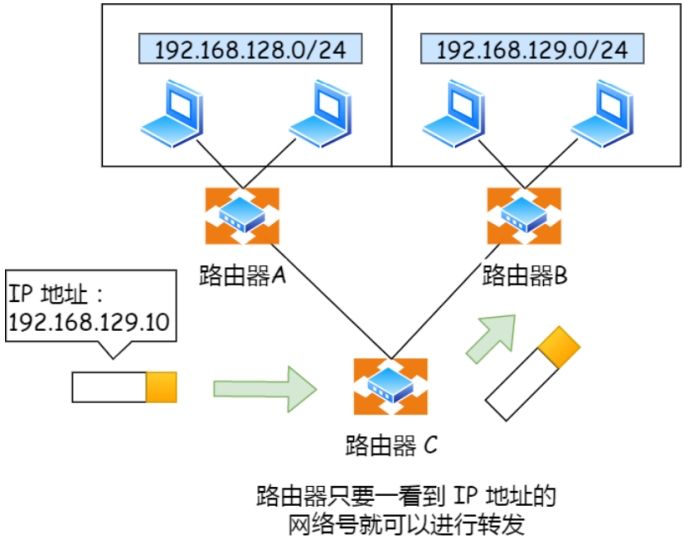 192.168.128.0/24
192.168.129.0/24
路由器A
路由器B
IP 地址：
192.168.129.10
路由器 C
路由器只要一看到 IP 地址的
网络号就可以进行转发